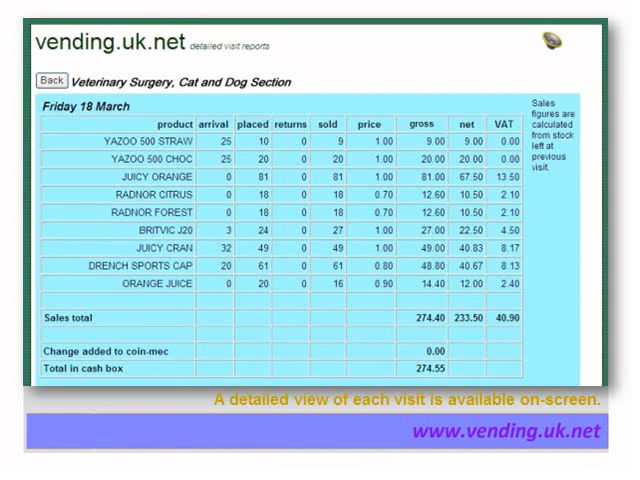 vending.uk.net detailed visit reports
Back Veterinary Surgery, Cat and Dog Section
Friday 18 March
product arrival placed returns sold price gross net VAT
YAZOO 500 STRAW 25 10 0 9 1.00 9.00 9.00 0.00
YAZOO 500 CHOC 25 20 0 20 1.00 20.00 20.00 0.00
JUICY ORANGE 0 81 0 81 1.00 81.00 67.50 13.50
RADNOR CITRUS 0 18 0 18 0.70 12.60 10.50 2.10
RADNOR FOREST 0 18 0 18 0.70 12.60 10.50 2.10
BRITVIC J20 3 24 0 27 1.00 27.00 22.50 4.50
JUICY CRAN 32 49 0 49 1.00 49.00 40.83 8.17
DRENCH SPORTS CAP 20 61 0 61 0.80 48.80 40.67 8.13
ORANGE JUICE 0 20 0 16 0.90 14.40 12.00 2.40
Sales total 274.40 233.50 40.90
Change added to coin-mec 0.00
Total in cash box 274.55
Sales
figures are
calculated
from stock
left at
previous
visit.
A detailed view of each visit is available on-screen.
www.vending.uk.net